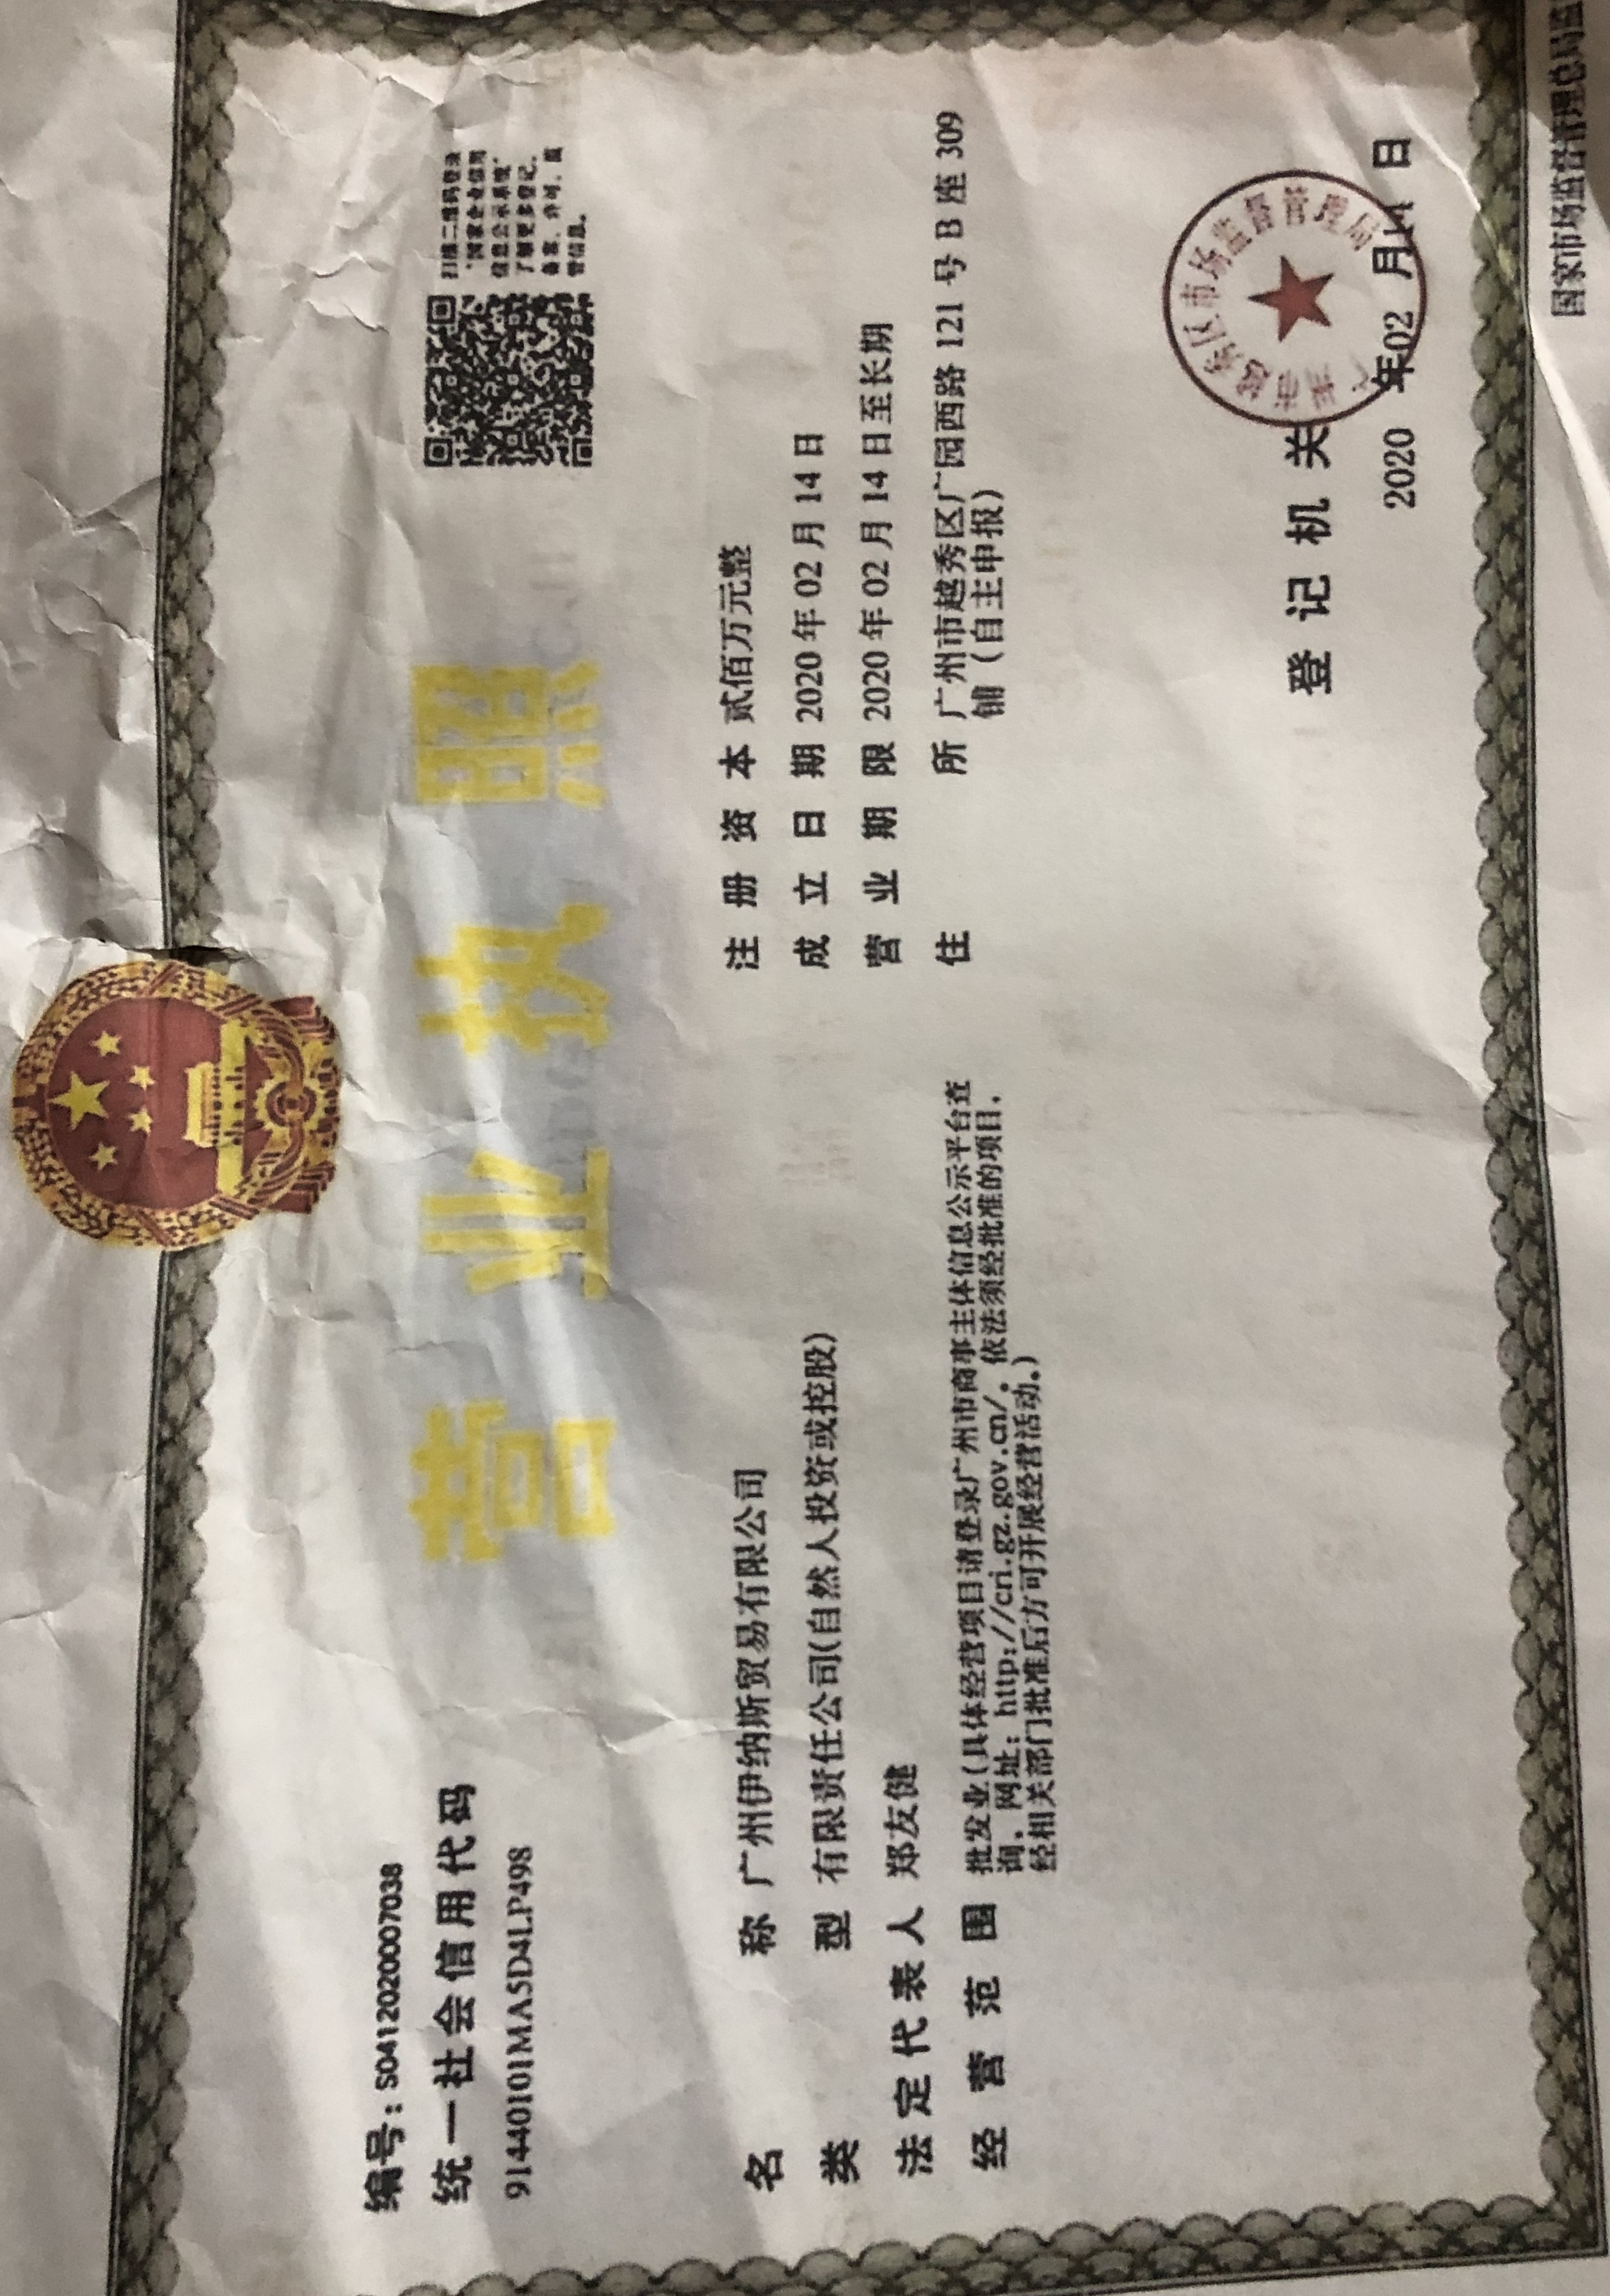 编号：S0412020007038
统一社会信用代码
91440101MA5D4LP498
营业执照
扫描二维码登录
“国家企业信用
信息公示系统”
了解更多登记、
备案、许可、监
管信息。
名称 广州伊纳斯贸易有限公司
类型 有限责任公司(自然人投资或控股)
法定代表人 郑友健
经营范围 批发业(具体经营项目请登录广州市商事主体信息公示平台查
询，网址：http://cri.gz.gov.cn/。依法须经批准的项目，
经相关部门批准后方可开展经营活动。)
注册资本 贰佰万元整
成立日期 2020年02月14日
营业期限 2020年02月14日至长期
住所 广州市越秀区广园西路121号B座309
铺（自主申报）
登记机关
广州市越秀区市场监督管理局
2020 年02 月14 日
国家市场监督管理总局监